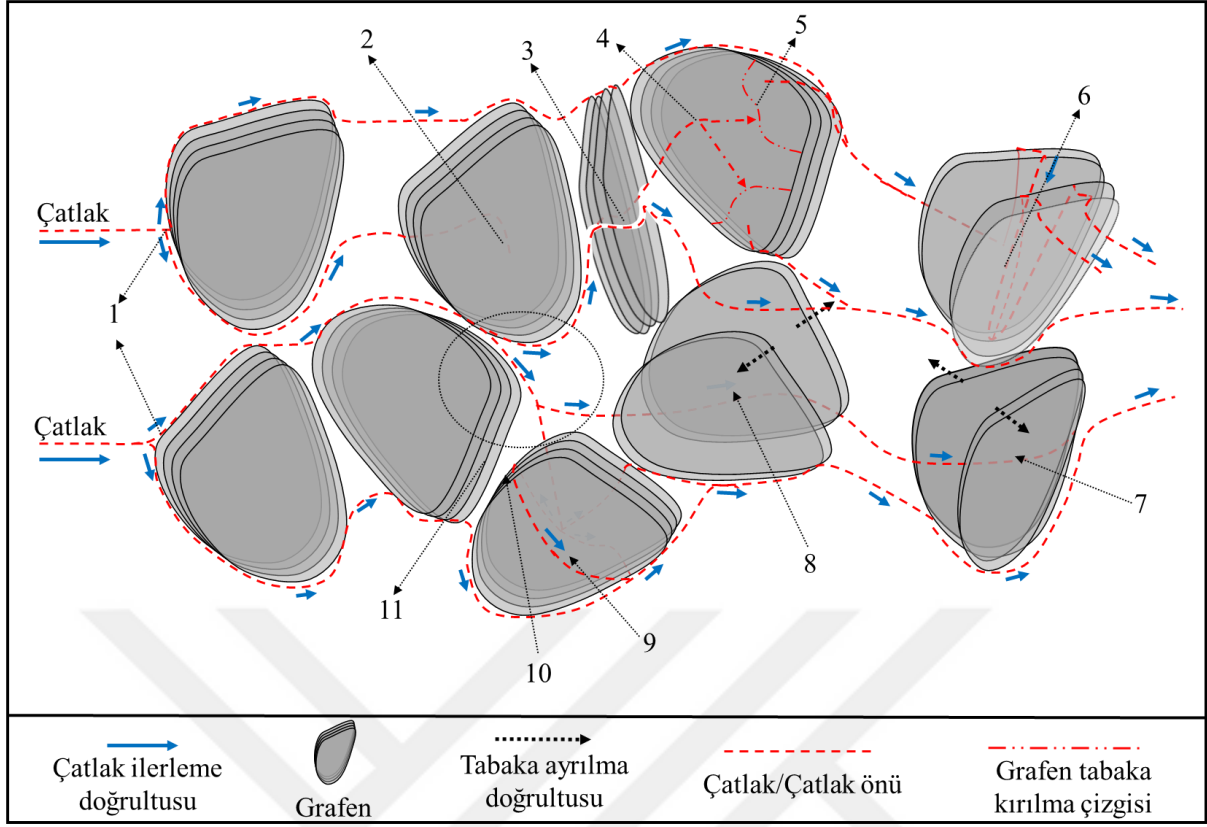 2
3
4
5
6
Çatlak
1
Çatlak
7
8
11
9
10
Çatlak ilerleme
doğrultusu
Grafen
Tabaka ayrılma
doğrultusu
Çatlak/Çatlak önü
Grafen tabaka
kırılma çizgisi